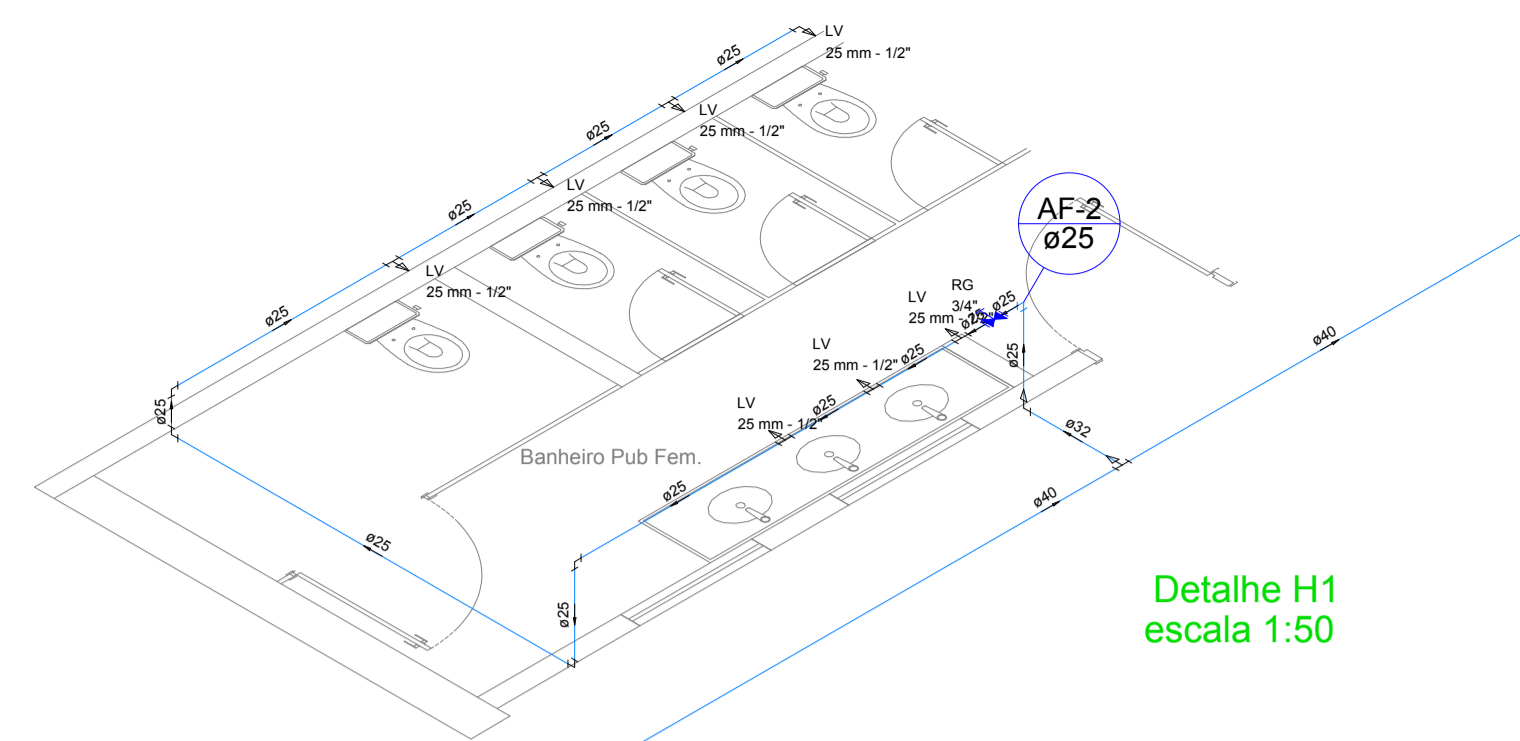 LV
25 mm - 1/2"
ø25
LV
25 mm - 1/2"
ø25
LV
25 mm - 1/2"
ø25
LV
25 mm - 1/2"
ø25
ø25
ø25
AF-2
ø25
RG
3/4"
ø25
LV
25 mm - 1/2"
ø25
ø25
ø25
LV
25 mm - 1/2"
ø25
LV
25 mm - 1/2"
ø25
ø32
ø40
ø40
Banheiro Pub Fem.
ø25
ø25
Detalhe H1
escala 1:50